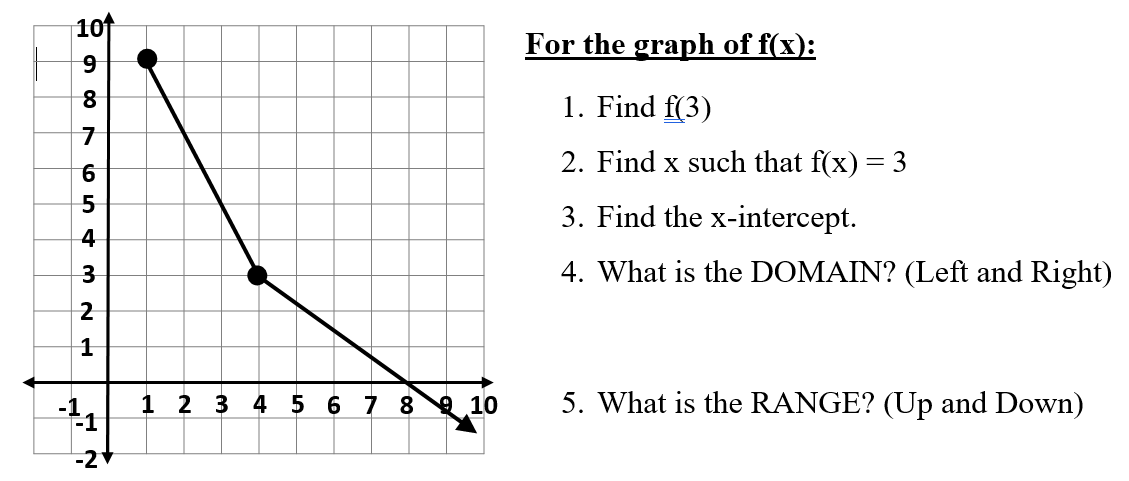 10
9
8
7
6
5
4
3
2
1
-1 1 2 3 4 5 6 7 8 9 10
-1
-2
For the graph of f(x):
1. Find f(3)
2. Find x such that f(x) = 3
3. Find the x-intercept.
4. What is the DOMAIN? (Left and Right)
5. What is the RANGE? (Up and Down)